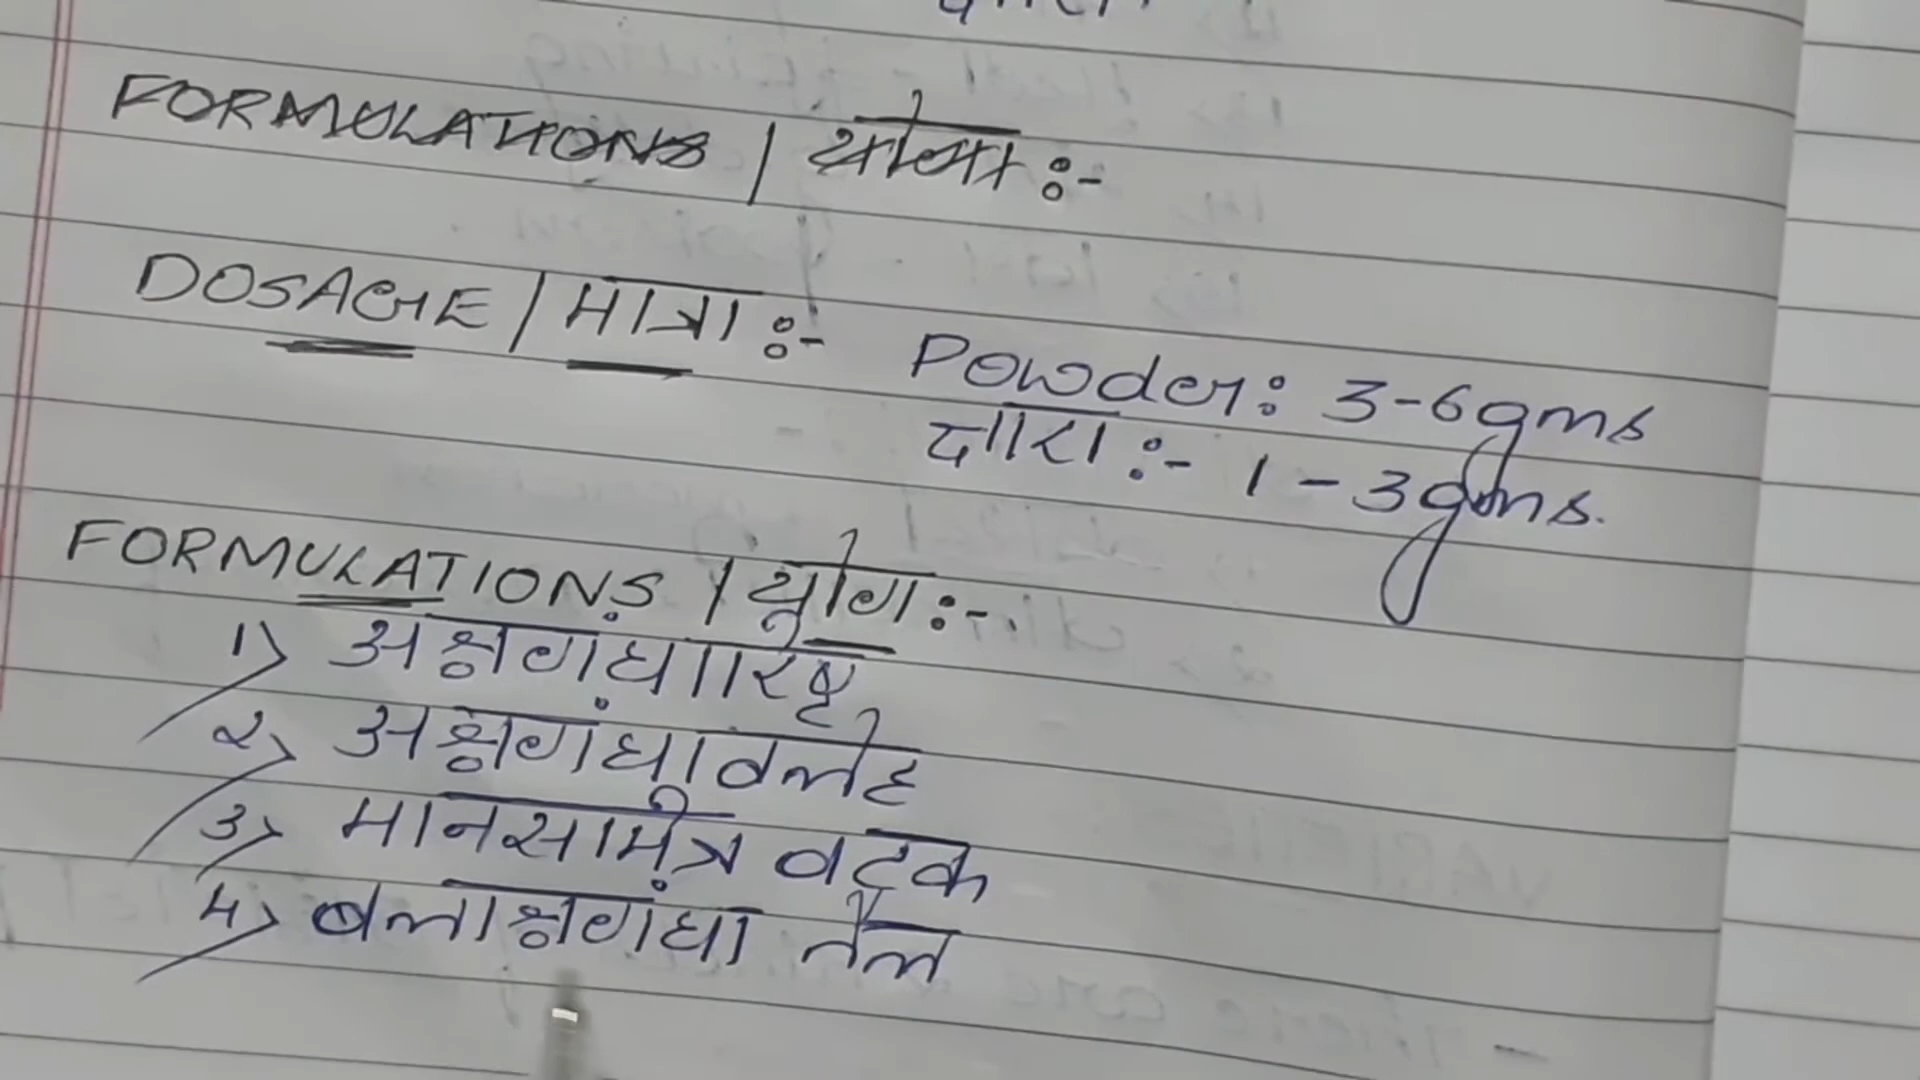 FORMULATIONS | योगा :-
DOSAGE | मात्रा :- Powder: 3-6gms
क्षारा :- 1-3gms.
FORMULATIONS | योग :-
1> अश्वगंधारिष्ट
2> अश्वगंधावलेह
3> मानसामित्र वटक
4> बलाश्वगंधा तैल